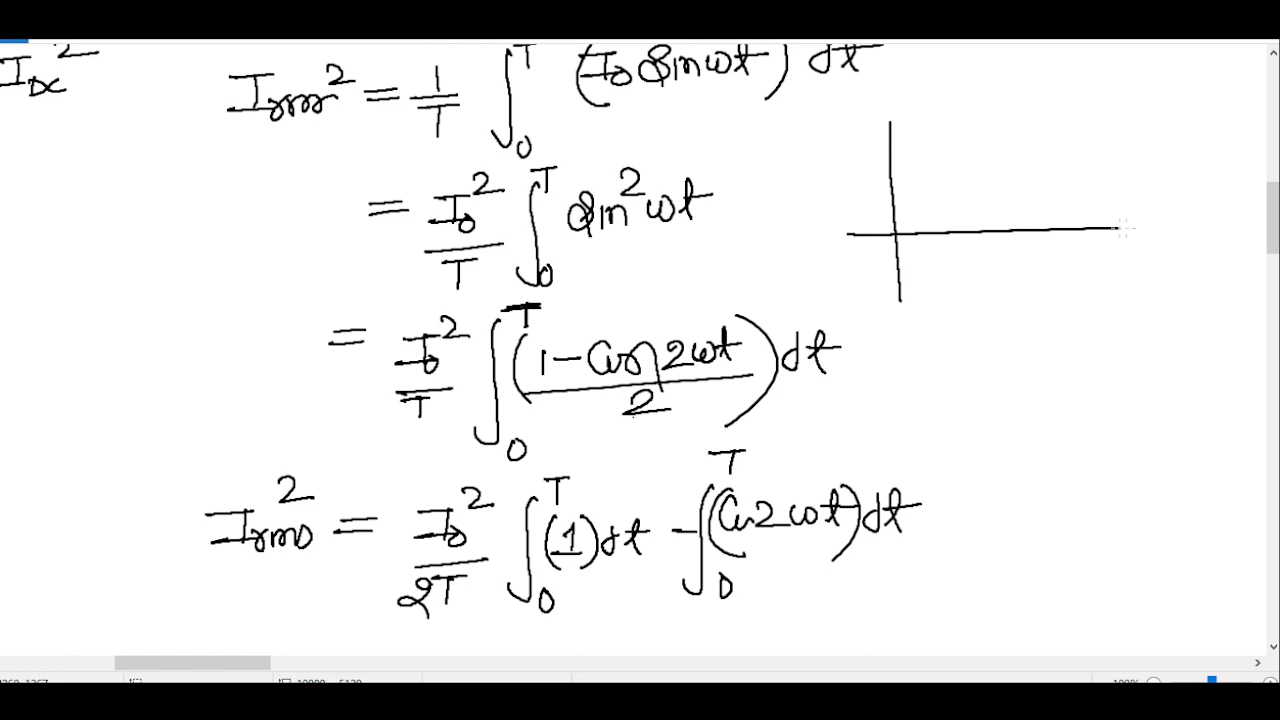 I_DC^2
I_rms^2 = 1/T ∫_0^T (I_0 sin ωt) dt
= I_0^2/T ∫_0^T sin^2 ωt
= I_0^2/T ∫_0^T ((1 - Cos 2ωt)/2) dt
I_rms^2 = I_0^2/2T ∫_0^T (1) dt - ∫_0^T (Cos 2ωt) dt